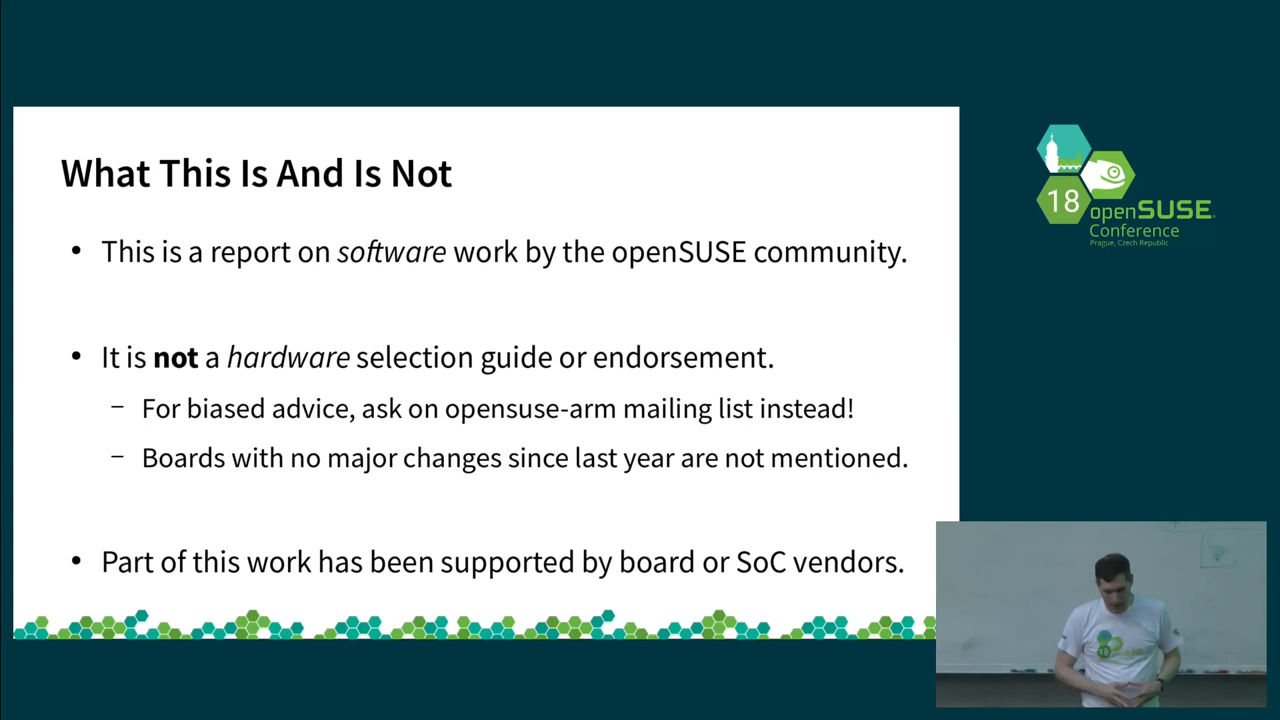 What This Is And Is Not
• This is a report on software work by the openSUSE community.
• It is not a hardware selection guide or endorsement.
– For biased advice, ask on opensuse-arm mailing list instead!
– Boards with no major changes since last year are not mentioned.
• Part of this work has been supported by board or SoC vendors.
18
openSUSE
Conference
Prague, Czech Republic
18